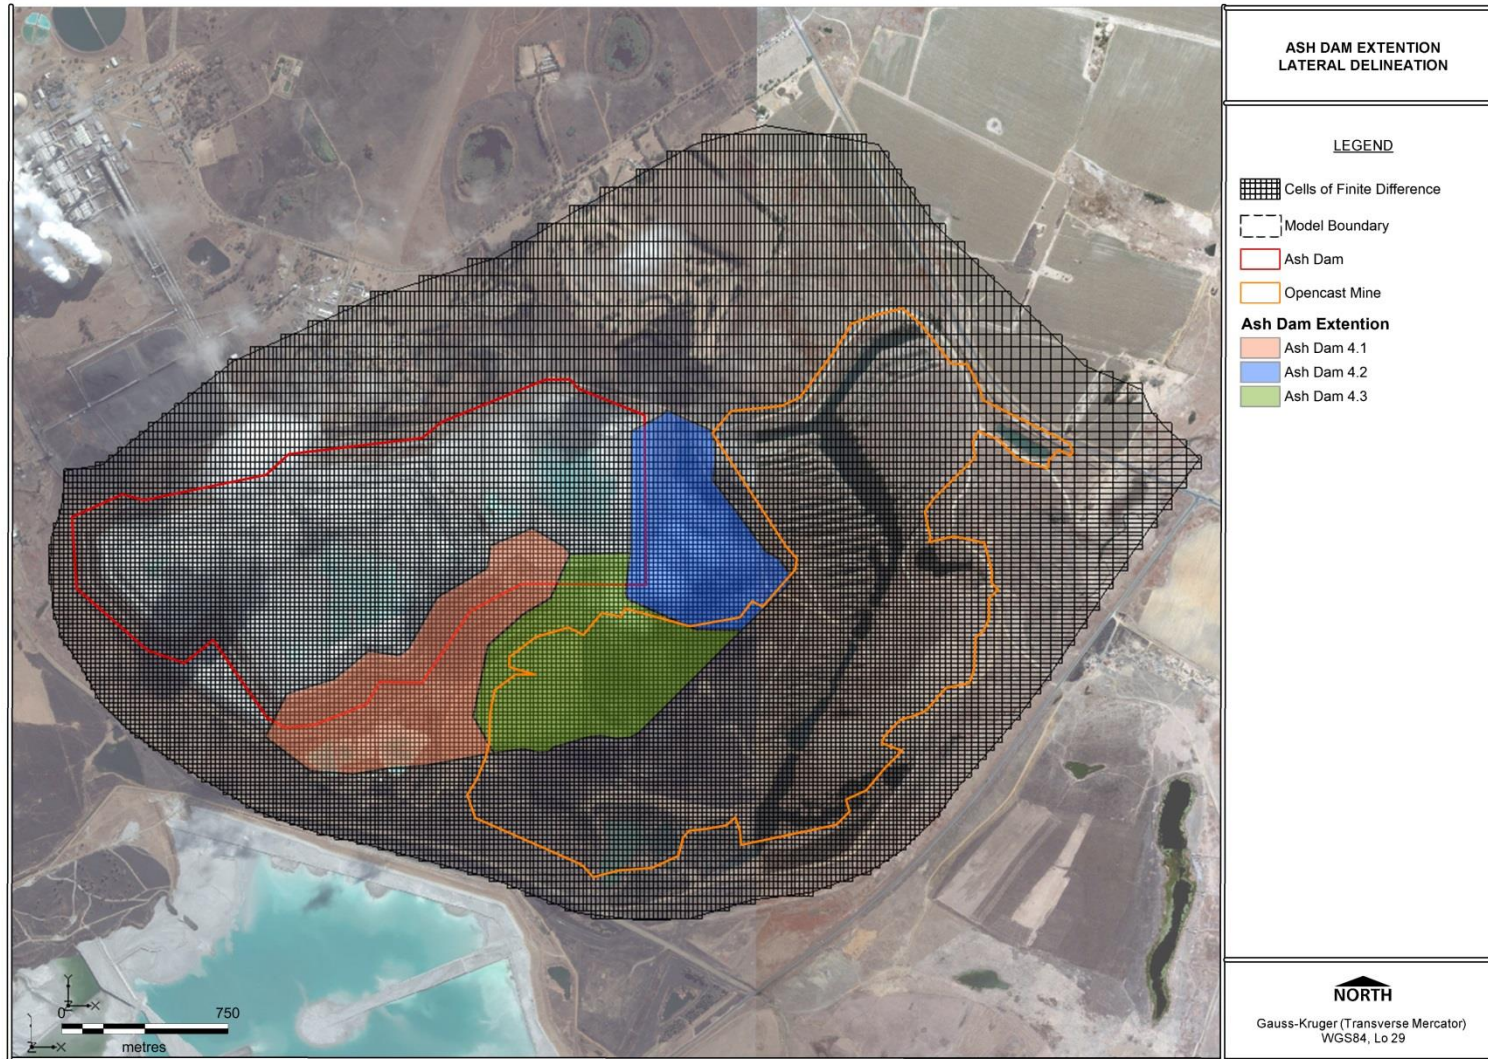 ASH DAM EXTENTION
LATERAL DELINEATION
LEGEND
Cells of Finite Difference
Model Boundary
Ash Dam
Opencast Mine
Ash Dam Extention
Ash Dam 4.1
Ash Dam 4.2
Ash Dam 4.3
Y
Z X
0 750
metres
Z X
NORTH
Gauss-Kruger (Transverse Mercator)
WGS84, Lo 29